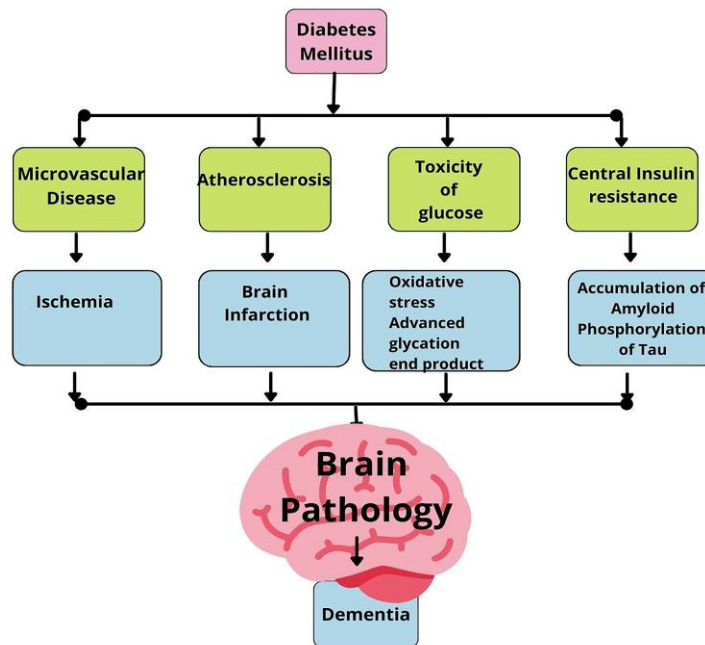 Diabetes
Mellitus
Microvascular
Disease
Atherosclerosis
Toxicity
of
glucose
Central Insulin
resistance
Ischemia
Brain
Infarction
Oxidative
stress
Advanced
glycation
end product
Accumulation of
Amyloid
Phosphorylation
of Tau
Brain
Pathology
Dementia